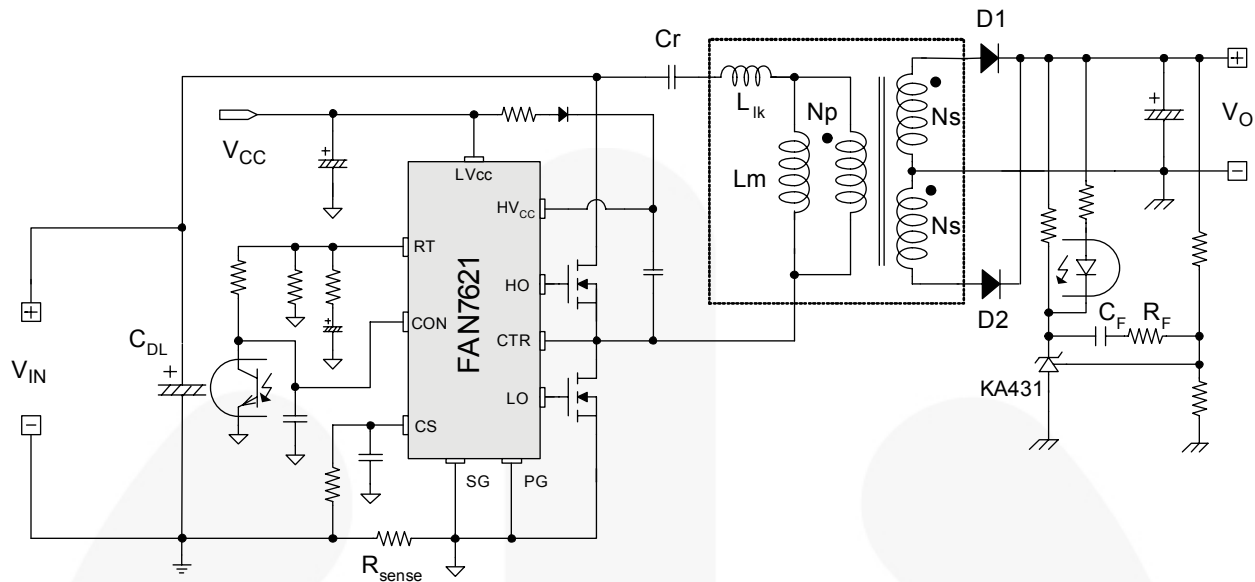 D1
Cr
L_lk
Np
Ns
V_O
V_CC
LVcc
Lm
HV_CC
Ns
RT
HO
FAN7621
CON
CTR
D2
C_F
R_F
C_DL
V_IN
LO
KA431
CS
SG
PG
R_sense